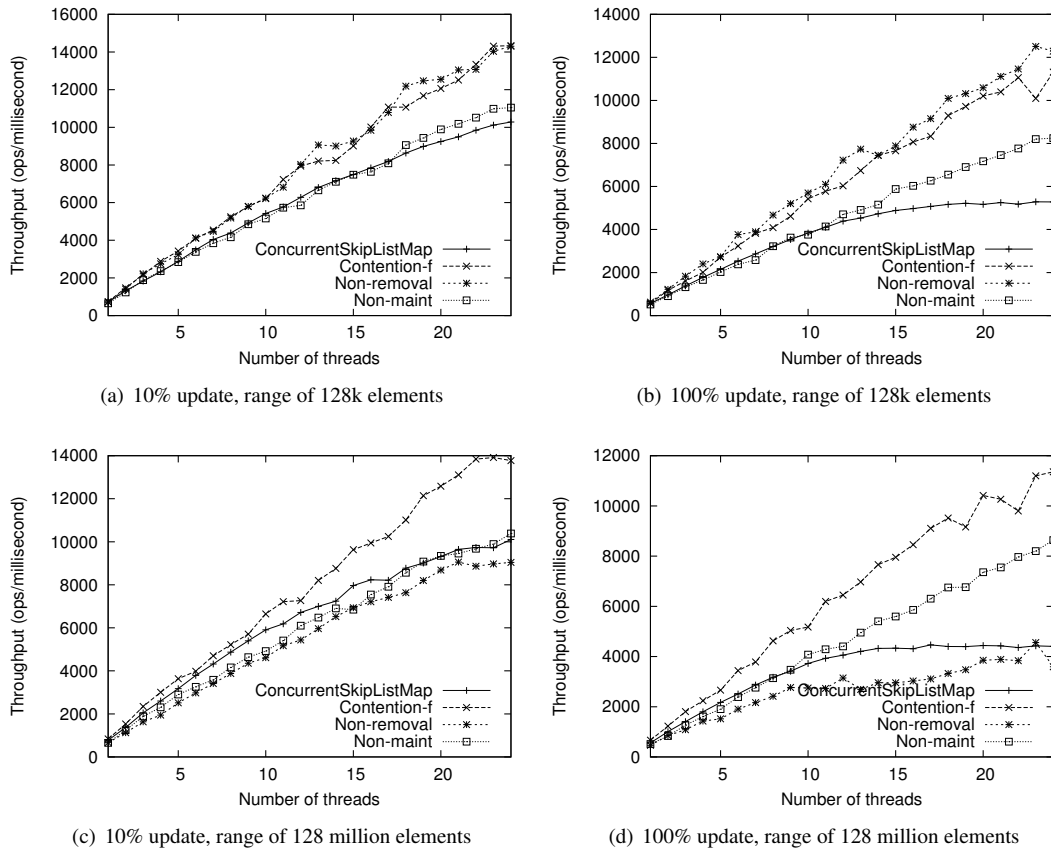 16000
14000
12000
10000
8000
6000
4000
2000
0
Throughput (ops/millisecond)
ConcurrentSkipListMap
Contention-f
Non-removal
Non-maint
5 10 15 20
Number of threads
(a) 10% update, range of 128k elements
14000
12000
10000
8000
6000
4000
2000
0
Throughput (ops/millisecond)
ConcurrentSkipListMap
Contention-f
Non-removal
Non-maint
5 10 15 20
Number of threads
(b) 100% update, range of 128k elements
14000
12000
10000
8000
6000
4000
2000
0
Throughput (ops/millisecond)
ConcurrentSkipListMap
Contention-f
Non-removal
Non-maint
5 10 15 20
Number of threads
(c) 10% update, range of 128 million elements
12000
10000
8000
6000
4000
2000
0
Throughput (ops/millisecond)
ConcurrentSkipListMap
Contention-f
Non-removal
Non-maint
5 10 15 20
Number of threads
(d) 100% update, range of 128 million elements